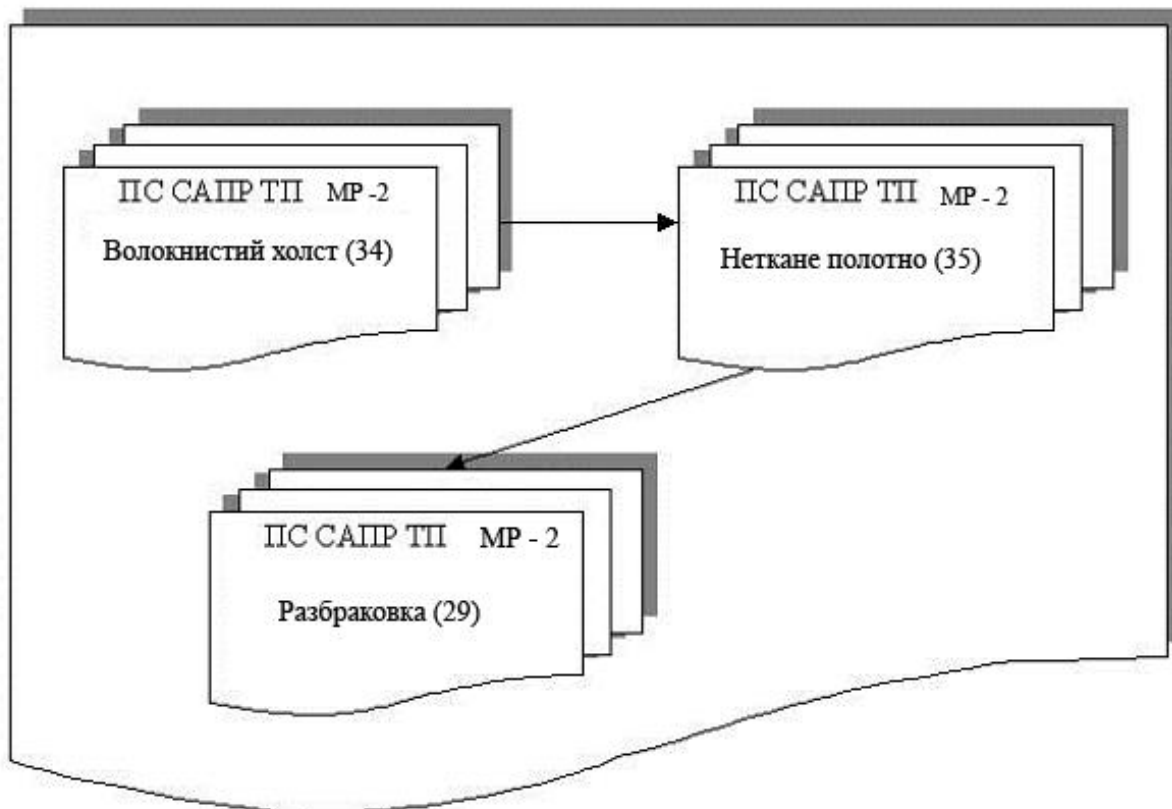 ПС САПР ТП МР -2
Волокнистий холст (34)
ПС САПР ТП МР - 2
Неткане полотно (35)
ПС САПР ТП МР - 2
Разбраковка (29)